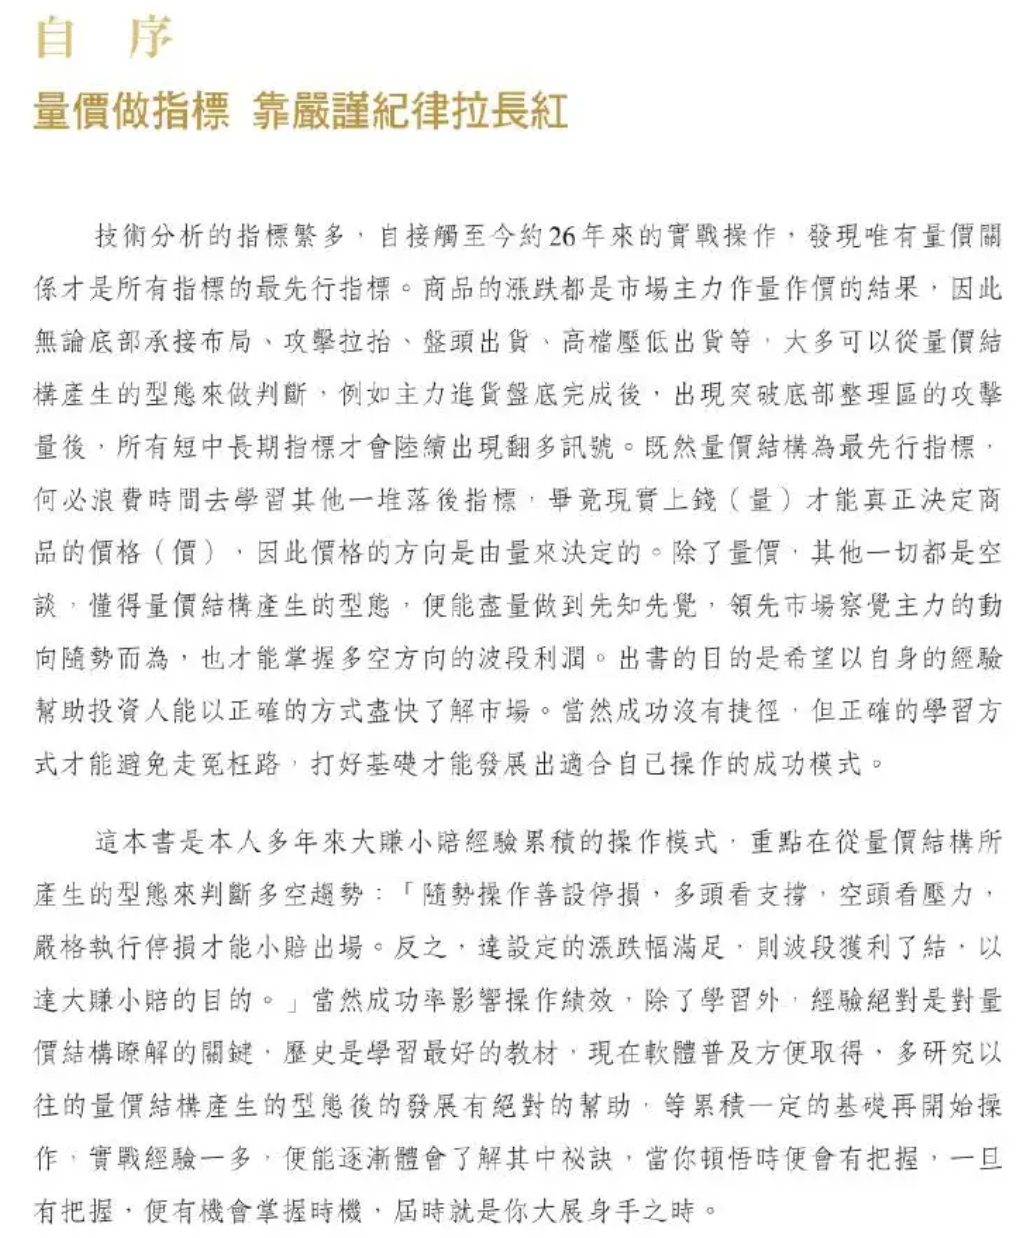 自 序
量價做指標 靠嚴謹紀律拉長紅
技術分析的指標繁多，自接觸至今約26年來的實戰操作，發現唯有量價關
係才是所有指標的最先行指標。商品的漲跌都是市場主力作量作價的結果，因此
無論底部承接布局、攻擊拉抬、盤頭出貨、高檔壓低出貨等，大多可以從量價結
構產生的型態來做判斷，例如主力進貨盤底完成後，出現突破底部整理區的攻擊
量後，所有短中長期指標才會陸續出現翻多訊號。既然量價結構為最先行指標，
何必浪費時間去學習其他一堆落後指標，畢竟現實上錢（量）才能真正決定商
品的價格（價），因此價格的方向是由量來決定的。除了量價，其他一切都是空
談，懂得量價結構產生的型態，便能盡量做到先知先覺，領先市場察覺主力的動
向隨勢而為，也才能掌握多空方向的波段利潤。出書的目的是希望以自身的經驗
幫助投資人能以正確的方式盡快了解市場。當然成功沒有捷徑，但正確的學習方
式才能避免走冤枉路，打好基礎才能發展出適合自己操作的成功模式。
這本書是本人多年來大賺小賠經驗累積的操作模式，重點在從量價結構所
產生的型態來判斷多空趨勢：「隨勢操作善設停損，多頭看支撐，空頭看壓力，
嚴格執行停損才能小賠出場。反之，達設定的漲跌幅滿足，則波段獲利了結，以
達大賺小賠的目的。」當然成功率影響操作績效，除了學習外，經驗絕對是對量
價結構瞭解的關鍵，歷史是學習最好的教材，現在軟體普及方便取得，多研究以
往的量價結構產生的型態後的發展有絕對的幫助，等累積一定的基礎再開始操
作，實戰經驗一多，便能逐漸體會了解其中祕訣，當你頓悟時便會有把握，一旦
有把握，便有機會掌握時機，屆時就是你大展身手之時。